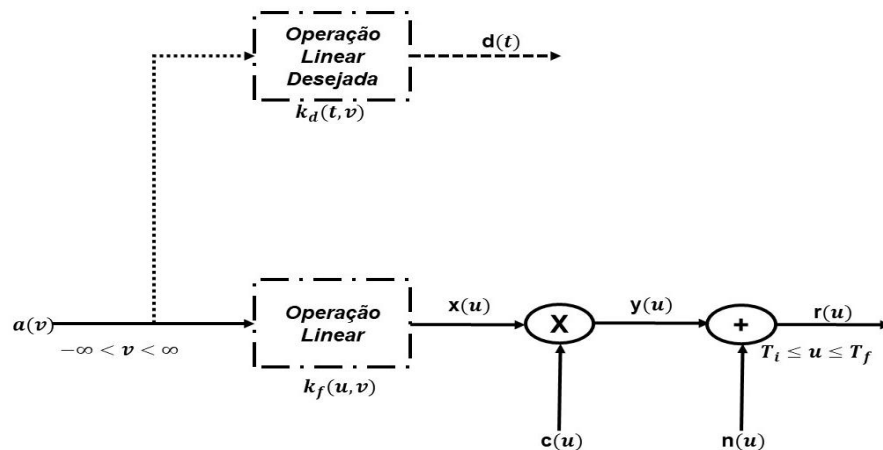 Operação
Linear
Desejada
d(t)
k_d(t, v)
a(v)
−∞ < v < ∞
Operação
Linear
k_f(u, v)
x(u)
X
y(u)
+
r(u)
T_i ≤ u ≤ T_f
c(u)
n(u)